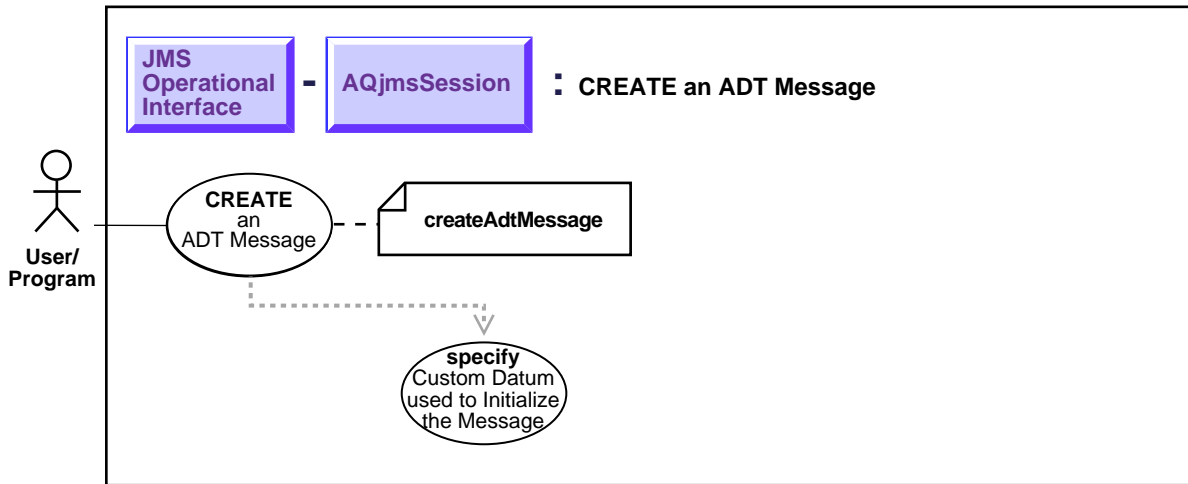 JMS
Operational
Interface
-
AQjmsSession
: CREATE an ADT Message
User/
Program
CREATE
an
ADT Message
createAdtMessage
specify
Custom Datum
used to Initialize
the Message